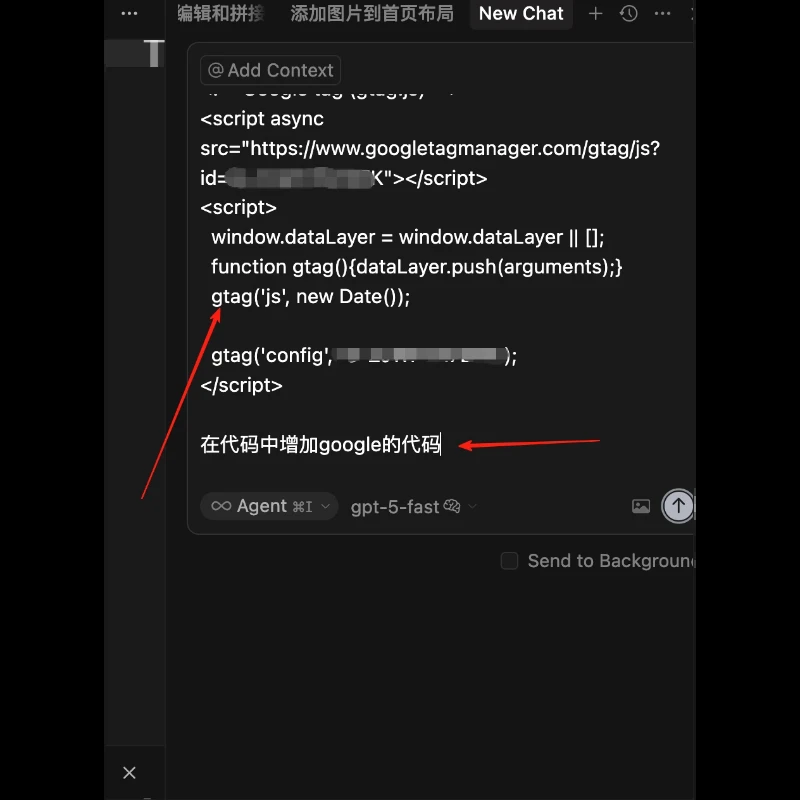 编辑和拼接
添加图片到首页布局
New Chat
@ Add Context
<script async
src="https://www.googletagmanager.com/gtag/js?
id= K"></script>
<script>
window.dataLayer = window.dataLayer || [];
function gtag(){dataLayer.push(arguments);}
gtag('js', new Date());
gtag('config', );
</script>
在代码中增加google的代码
Agent ⌘I
gpt-5-fast
Send to Backgroun